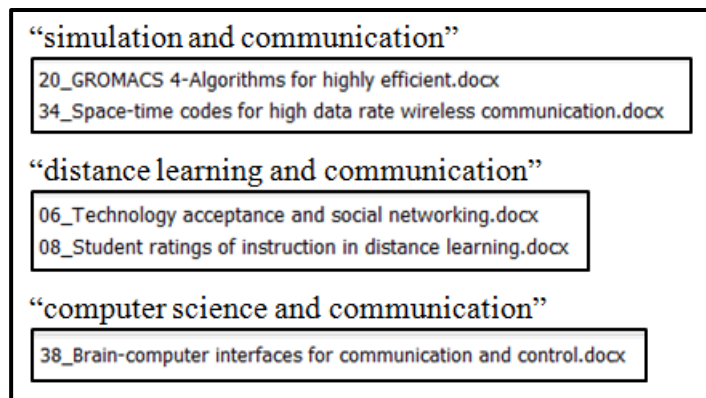 “simulation and communication”
20_GROMACS 4-Algorithms for highly efficient.docx
34_Space-time codes for high data rate wireless communication.docx
“distance learning and communication”
06_Technology acceptance and social networking.docx
08_Student ratings of instruction in distance learning.docx
“computer science and communication”
38_Brain-computer interfaces for communication and control.docx